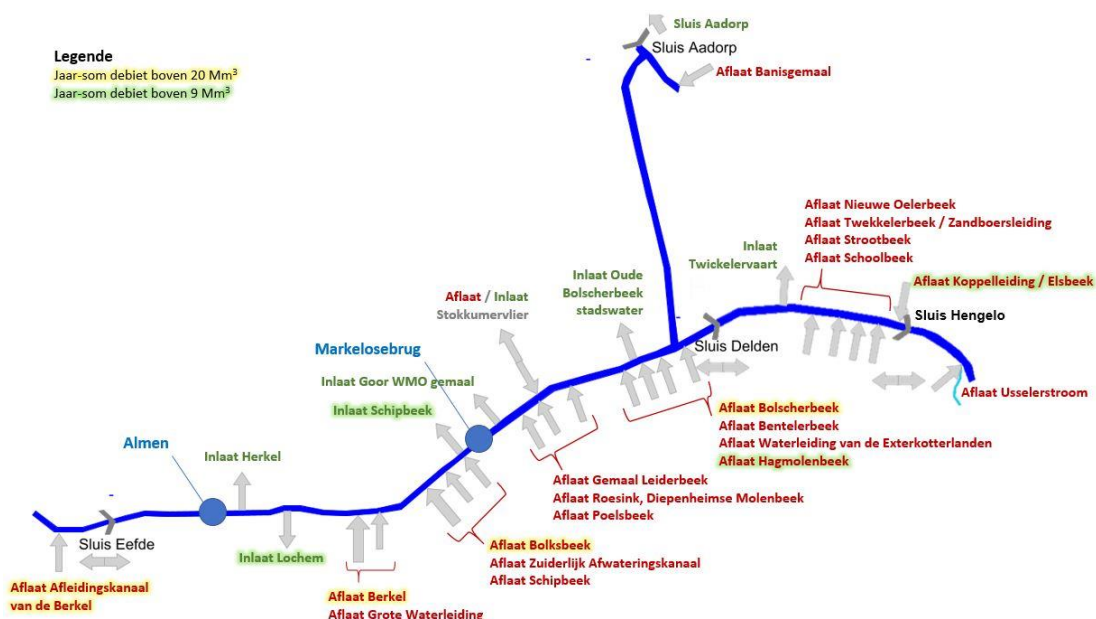 Sluis Aadorp
Sluis Aadorp
Legende
Jaar-som debiet boven 20 Mm³
Jaar-som debiet boven 9 Mm³
Aflaat Banisgemaal
Aflaat Nieuwe Oelerbeek
Aflaat Twekkelerbeek / Zandboersleiding
Aflaat Strootbeek
Aflaat Schoolbeek
Inlaat
Twickelervaart
Inlaat Oude
Bolscherbeek
stadswater
Aflaat Koppelleiding / Elsbeek
Aflaat / Inlaat
Stokkumervlier
Sluis Hengelo
Sluis Delden
Markelosebrug
Inlaat Goor WMO gemaal
Inlaat Schipbeek
Aflaat Usselerstroom
Aflaat Bolscherbeek
Aflaat Bentelerbeek
Aflaat Waterleiding van de Exterkotterlanden
Aflaat Hagmolenbeek
Almen
Inlaat Herkel
Aflaat Gemaal Leiderbeek
Aflaat Roesink, Diepenheimse Molenbeek
Aflaat Poelsbeek
Sluis Eefde
Inlaat Lochem
Aflaat Bolksbeek
Aflaat Zuiderlijk Afwateringskanaal
Aflaat Schipbeek
Aflaat Afleidingskanaal
van de Berkel
Aflaat Berkel
Aflaat Grote Waterleiding